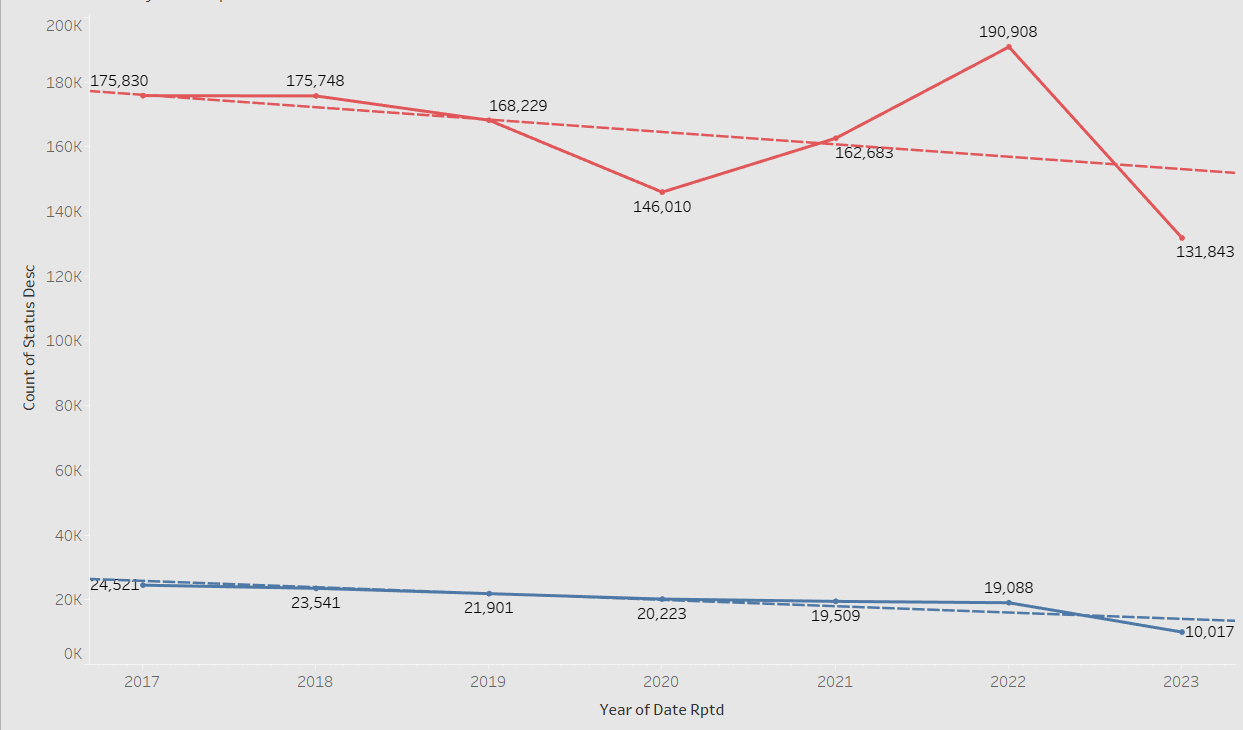 200K
190,908
180K
175,830
175,748
168,229
160K
162,683
140K
146,010
131,843
120K
100K
80K
60K
40K
24,521
20K
23,541
21,901
20,223
19,509
19,088
10,017
0K
Count of Status Desc
2017 2018 2019 2020 2021 2022 2023
Year of Date Rptd